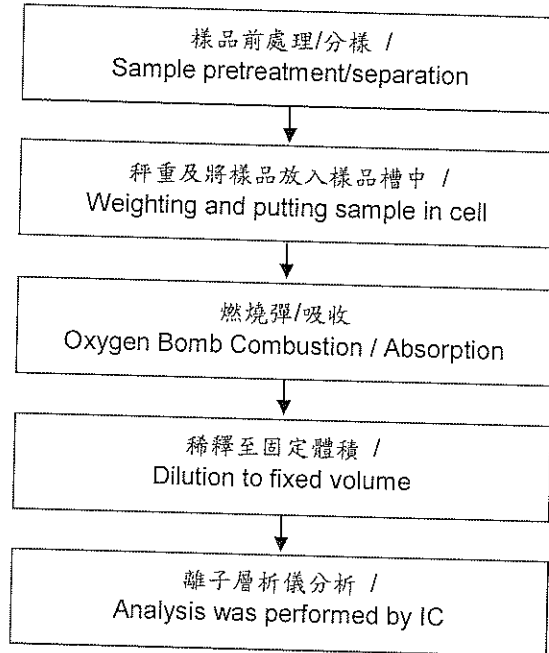 樣品前處理/分樣 /
Sample pretreatment/separation
秤重及將樣品放入樣品槽中 /
Weighting and putting sample in cell
燃燒彈/吸收
Oxygen Bomb Combustion / Absorption
稀釋至固定體積 /
Dilution to fixed volume
離子層析儀分析 /
Analysis was performed by IC